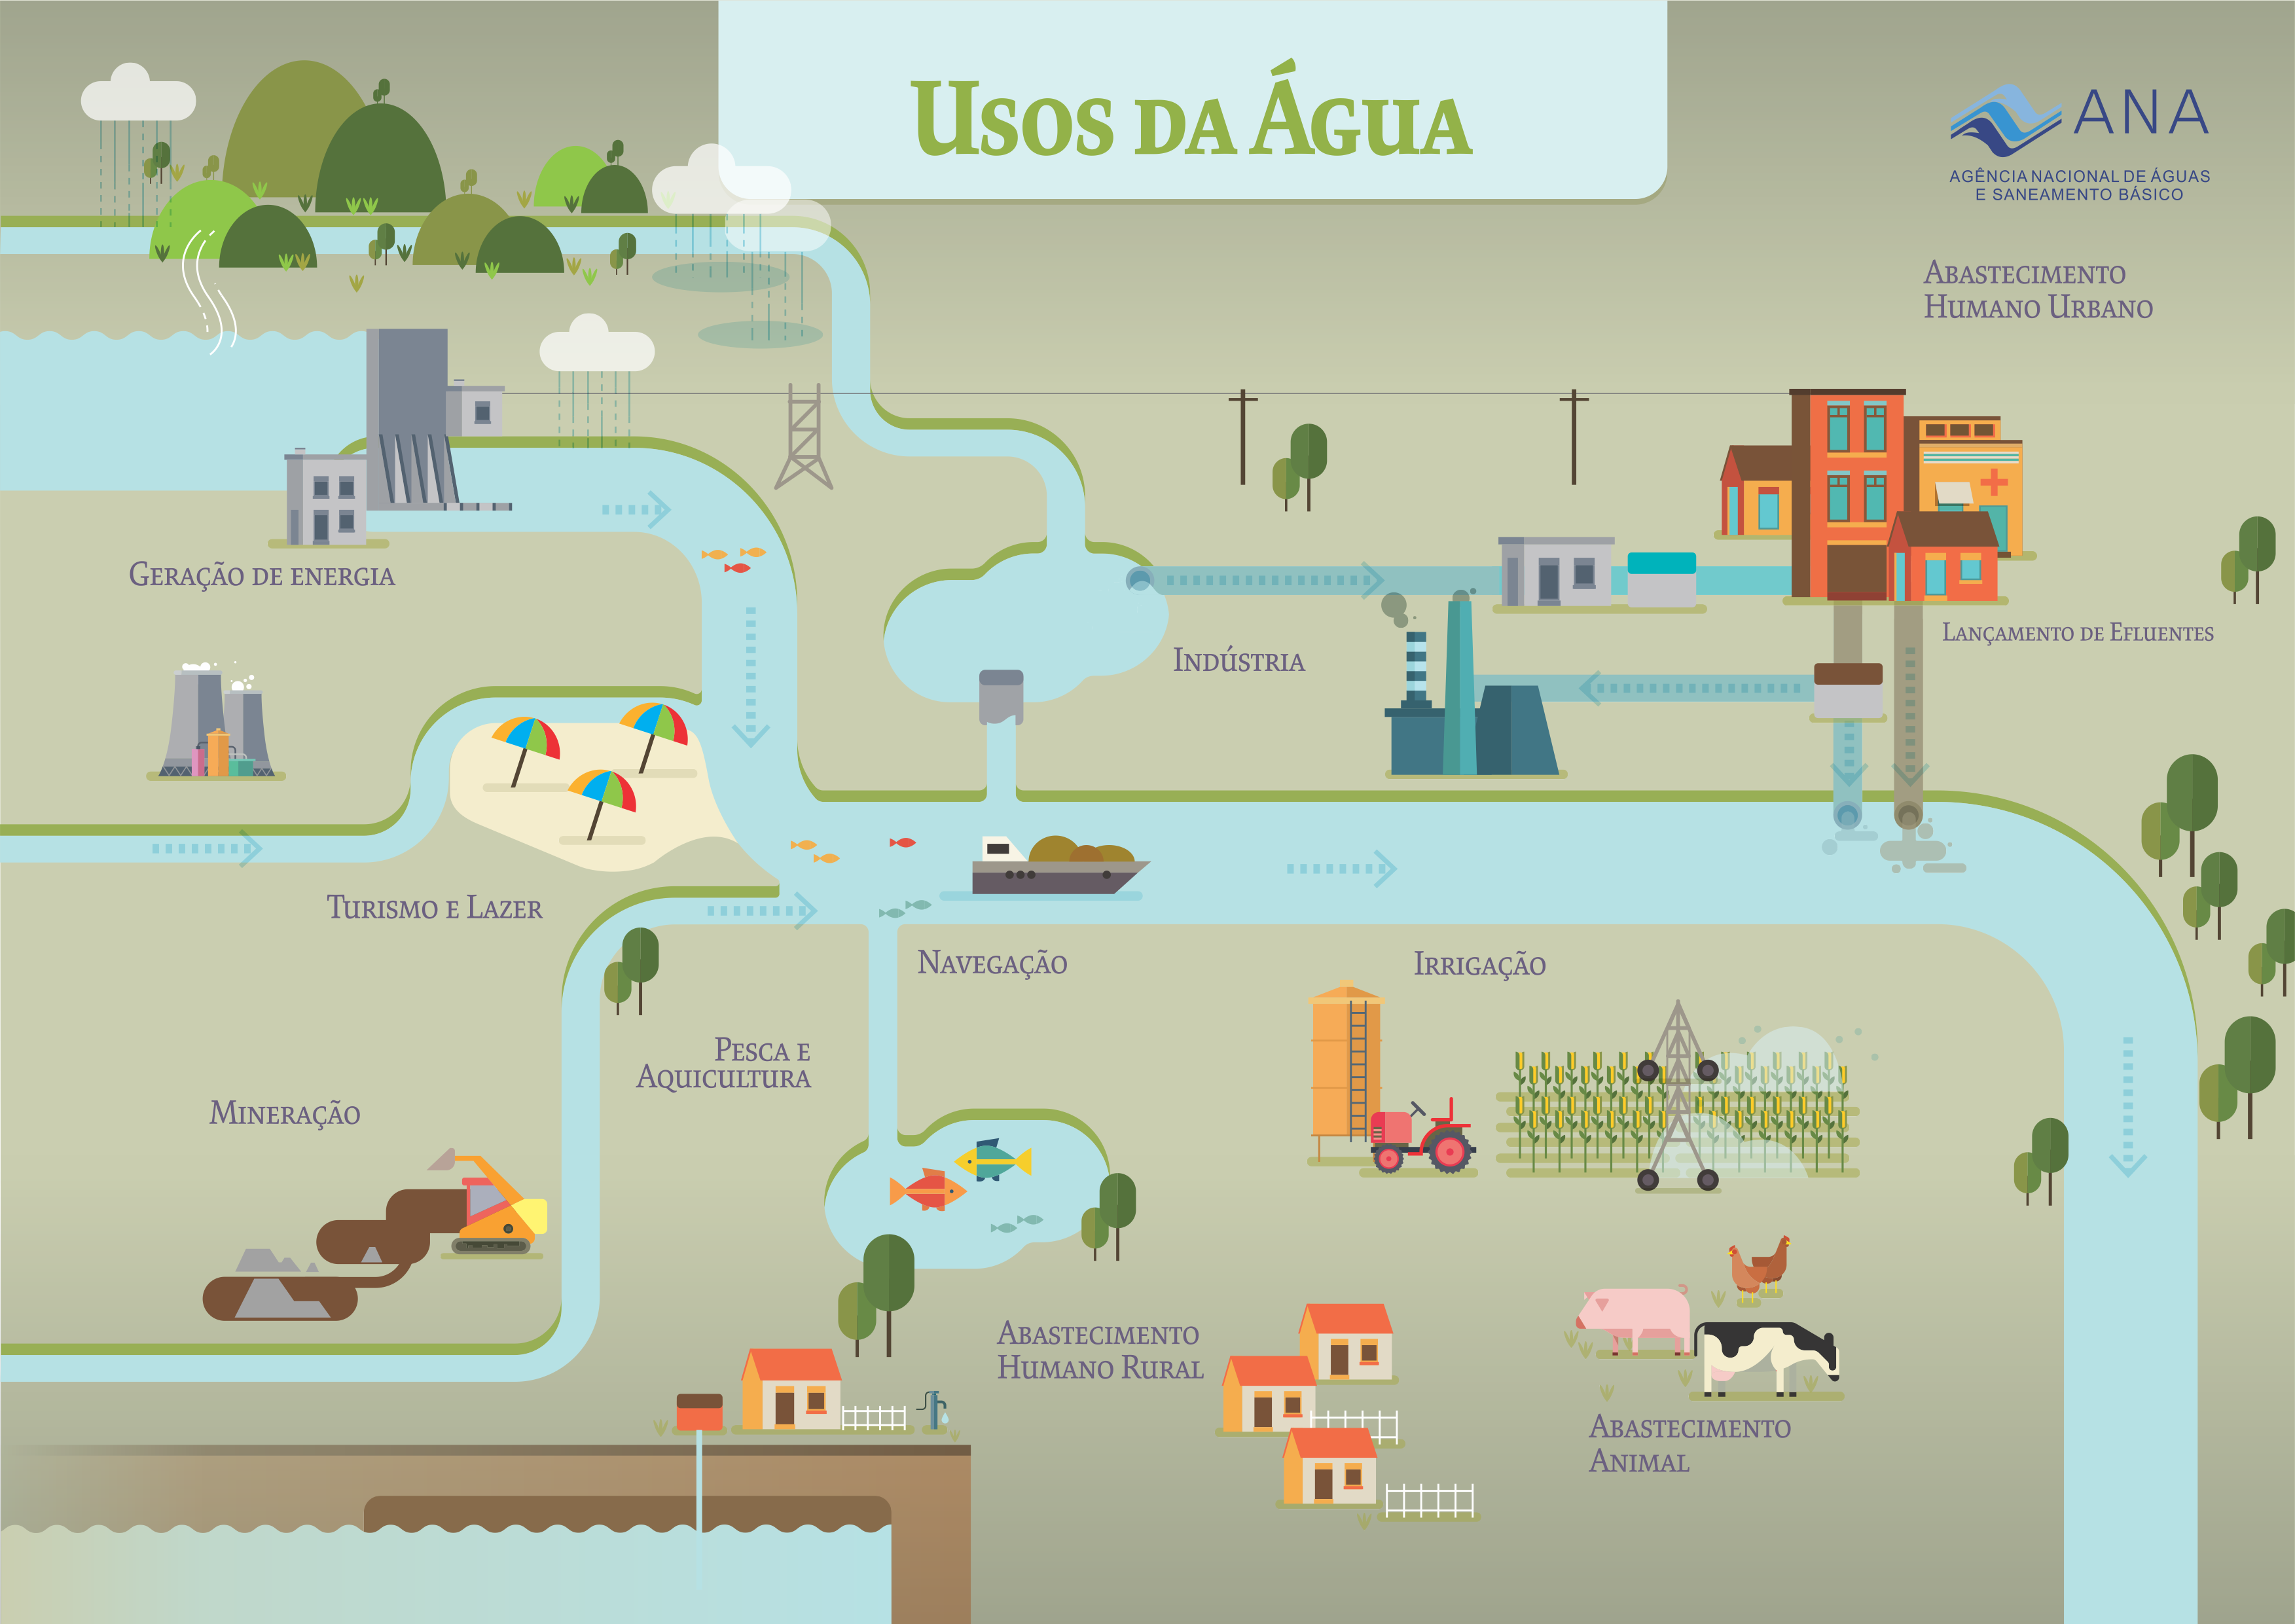 Usos da Água
ANA
AGÊNCIA NACIONAL DE ÁGUAS
E SANEAMENTO BÁSICO
Abastecimento
Humano Urbano
Geração de energia
Lançamento de Efluentes
Indústria
Turismo e Lazer
Navegação
Irrigação
Pesca e
Aquicultura
Mineração
Abastecimento
Humano Rural
Abastecimento
Animal